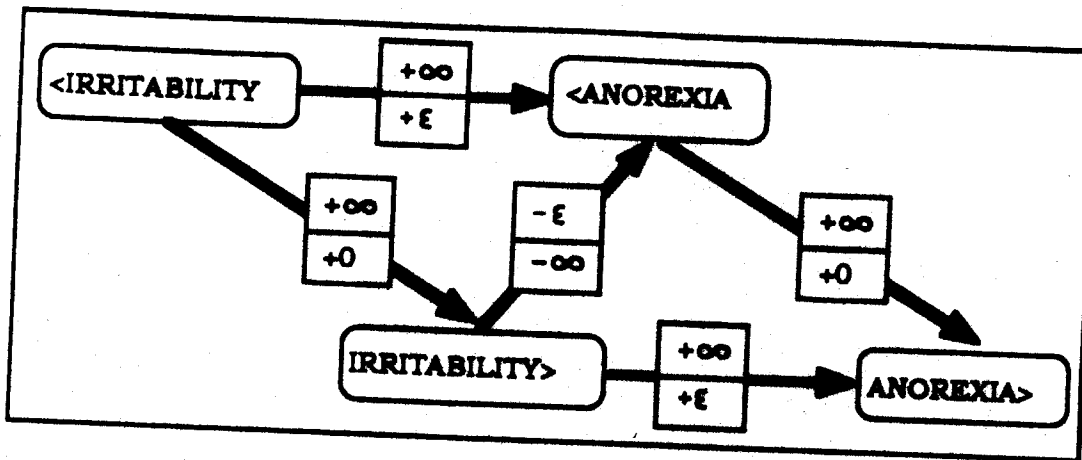 <IRRITABILITY
+∞
+ε
<ANOREXIA
+∞
+0
-ε
-∞
+∞
+0
IRRITABILITY>
+∞
+ε
ANOREXIA>